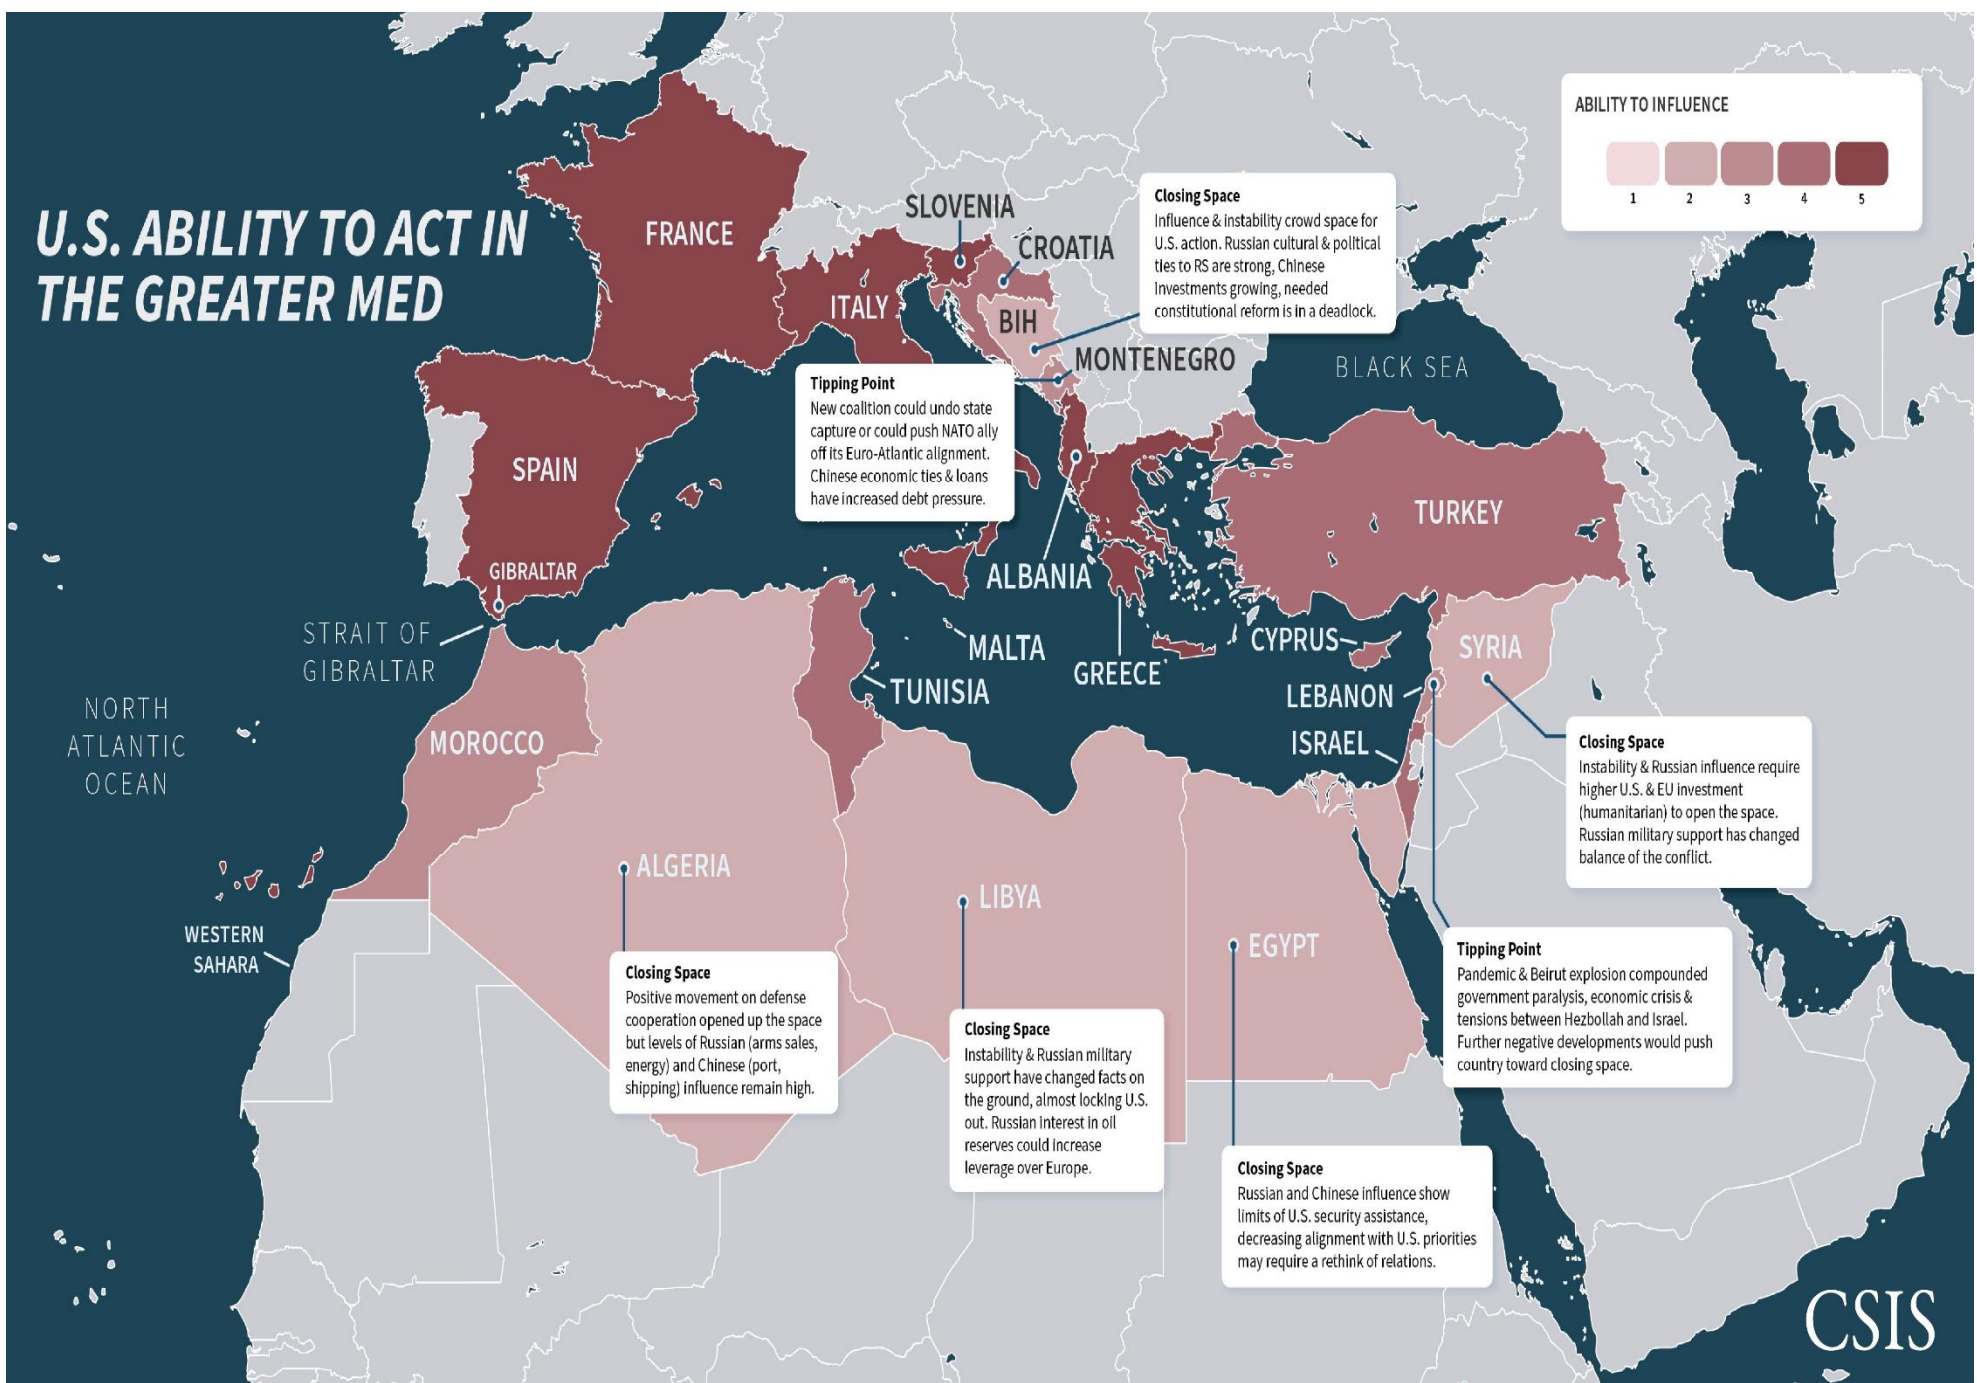 U.S. ABILITY TO ACT IN
THE GREATER MED
ABILITY TO INFLUENCE
1 2 3 4 5
FRANCE
SLOVENIA
CROATIA
ITALY
BIH
MONTENEGRO
Closing Space
Influence & instability crowd space for
U.S. action. Russian cultural & political
ties to RS are strong, Chinese
investments growing, needed
constitutional reform is in a deadlock.
BLACK SEA
Tipping Point
New coalition could undo state
capture or could push NATO ally
off its Euro-Atlantic alignment.
Chinese economic ties & loans
have increased debt pressure.
SPAIN
TURKEY
GIBRALTAR
ALBANIA
STRAIT OF
GIBRALTAR
MALTA
GREECE
CYPRUS
SYRIA
TUNISIA
LEBANON
ISRAEL
NORTH
ATLANTIC
OCEAN
MOROCCO
Closing Space
Instability & Russian influence require
higher U.S. & EU investment
(humanitarian) to open the space.
Russian military support has changed
balance of the conflict.
ALGERIA
LIBYA
EGYPT
WESTERN
SAHARA
Closing Space
Positive movement on defense
cooperation opened up the space
but levels of Russian (arms sales,
energy) and Chinese (port,
shipping) influence remain high.
Closing Space
Instability & Russian military
support have changed facts on
the ground, almost locking U.S.
out. Russian interest in oil
reserves could increase
leverage over Europe.
Tipping Point
Pandemic & Beirut explosion compounded
government paralysis, economic crisis &
tensions between Hezbollah and Israel.
Further negative developments would push
country toward closing space.
Closing Space
Russian and Chinese influence show
limits of U.S. security assistance,
decreasing alignment with U.S. priorities
may require a rethink of relations.
CSIS